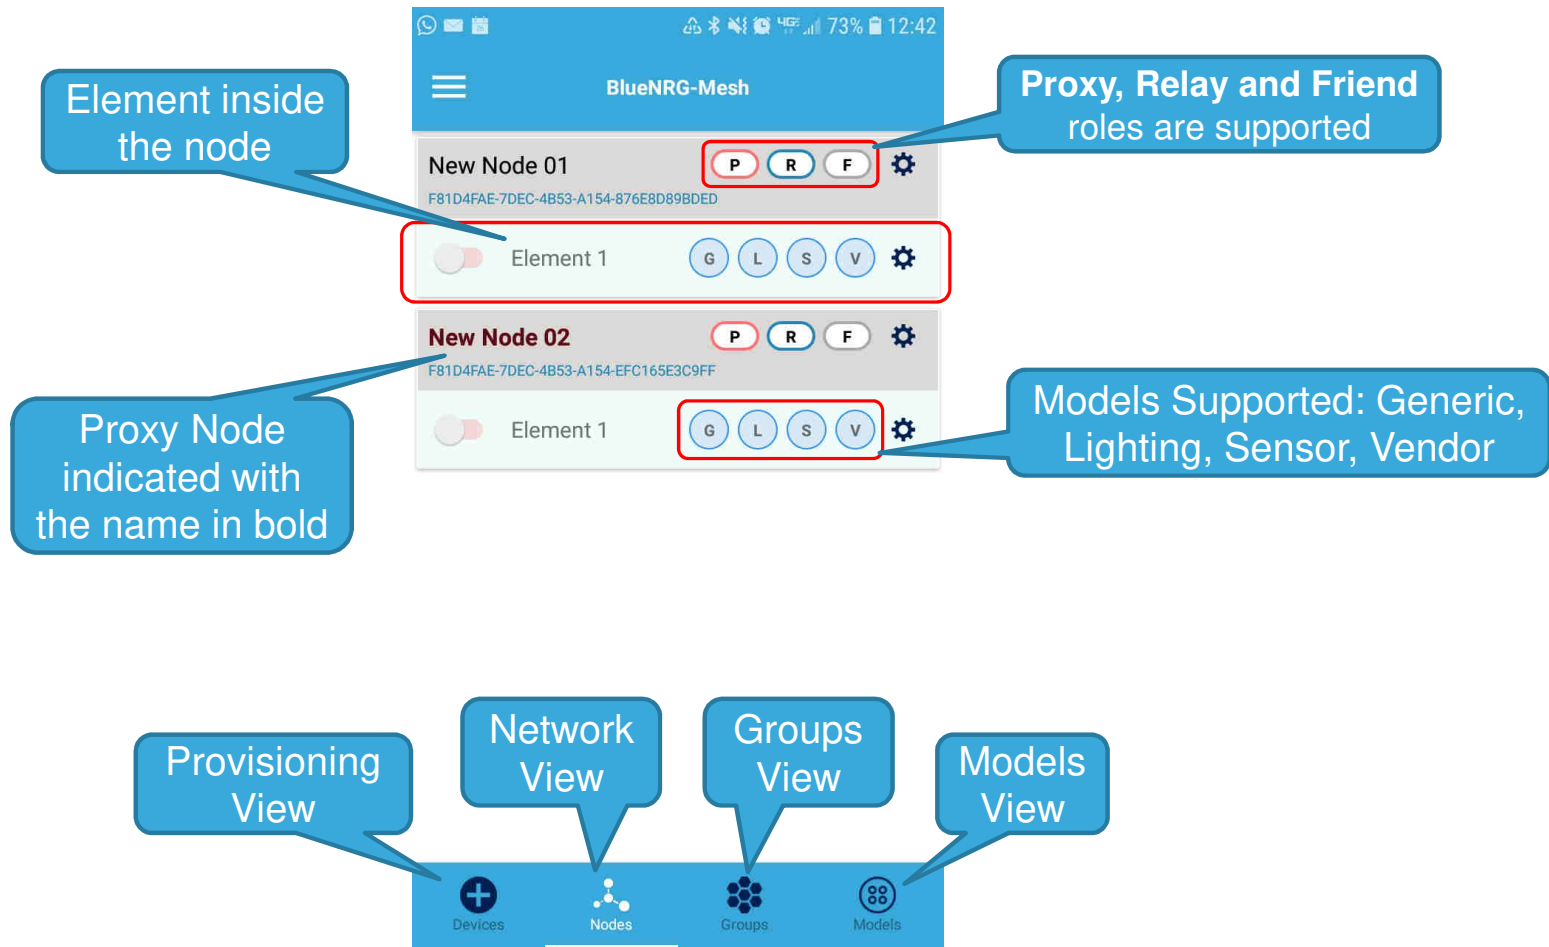 73% 12:42
BlueNRG-Mesh
Element inside
the node
Proxy, Relay and Friend
roles are supported
New Node 01 P R F
F81D4FAE-7DEC-4B53-A154-876E8D89BDED
Element 1 G L S V
New Node 02 P R F
F81D4FAE-7DEC-4B53-A154-EFC165E3C9FF
Element 1 G L S V
Proxy Node
indicated with
the name in bold
Models Supported: Generic,
Lighting, Sensor, Vendor
Provisioning
View
Network
View
Groups
View
Models
View
Devices Nodes Groups Models